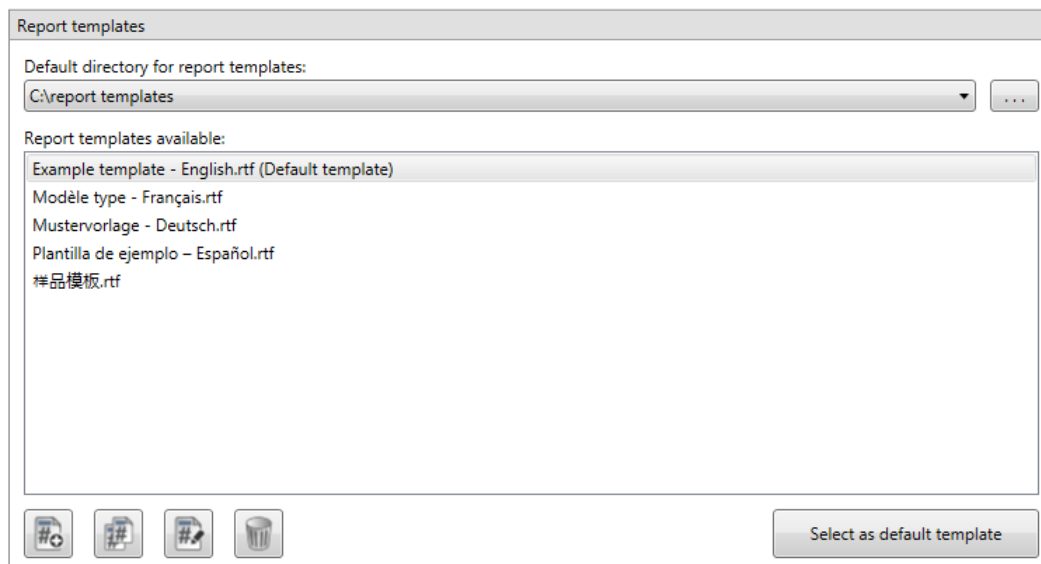 Report templates
Default directory for report templates:
C:\report templates
...
Report templates available:
Example template - English.rtf (Default template)
Modèle type - Français.rtf
Mustervorlage - Deutsch.rtf
Plantilla de ejemplo – Español.rtf
样品模板.rtf
#
#
#
Select as default template